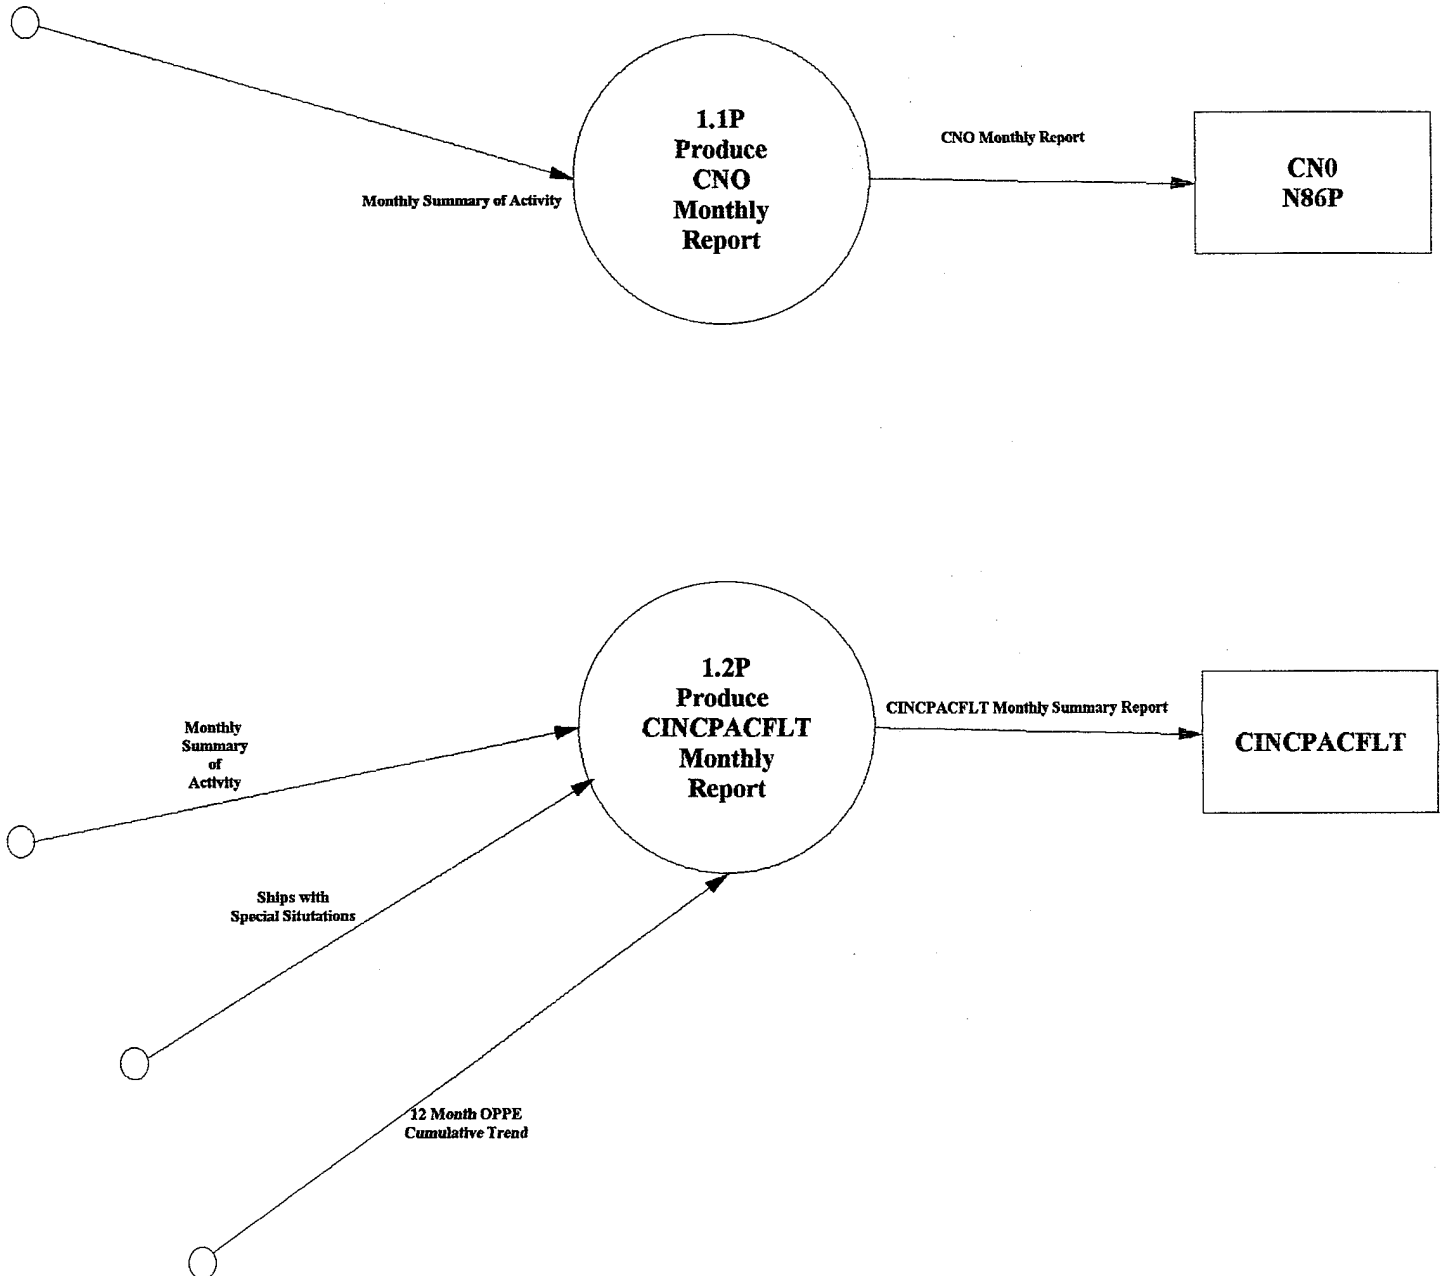 1.1P
Produce
CNO
Monthly
Report
Monthly Summary of Activity
CNO Monthly Report
CN0
N86P
1.2P
Produce
CINCPACFLT
Monthly
Report
Monthly
Summary
of
Activity
Ships with
Special Situtations
12 Month OPPE
Cumulative Trend
CINCPACFLT Monthly Summary Report
CINCPACFLT